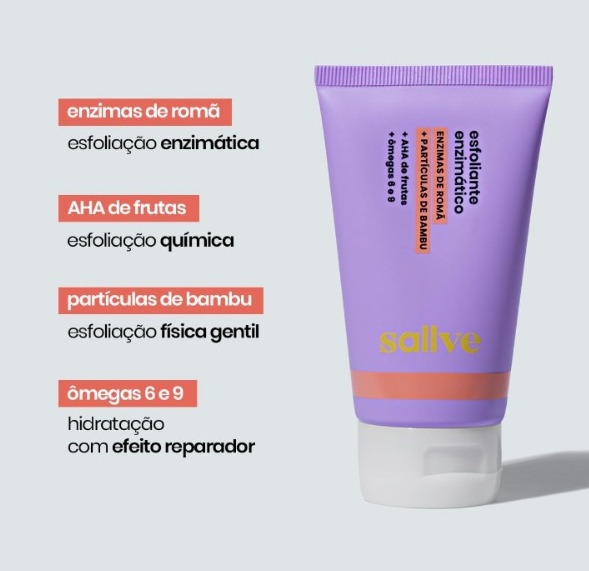 enzimas de romã
esfoliação enzimática
AHA de frutas
esfoliação química
partículas de bambu
esfoliação física gentil
ômegas 6 e 9
hidratação
com efeito reparador
esfoliante
enzimático
ENZIMAS DE ROMÃ
+ PARTÍCULAS DE BAMBU
+ AHA de frutas
+ ômegas 6 e 9
sallve